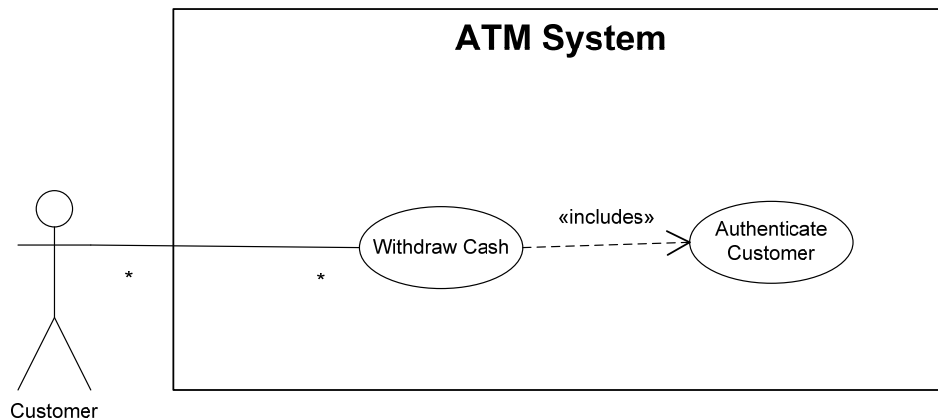 ATM System
«includes»
Withdraw Cash
Authenticate
Customer
*
*
Customer